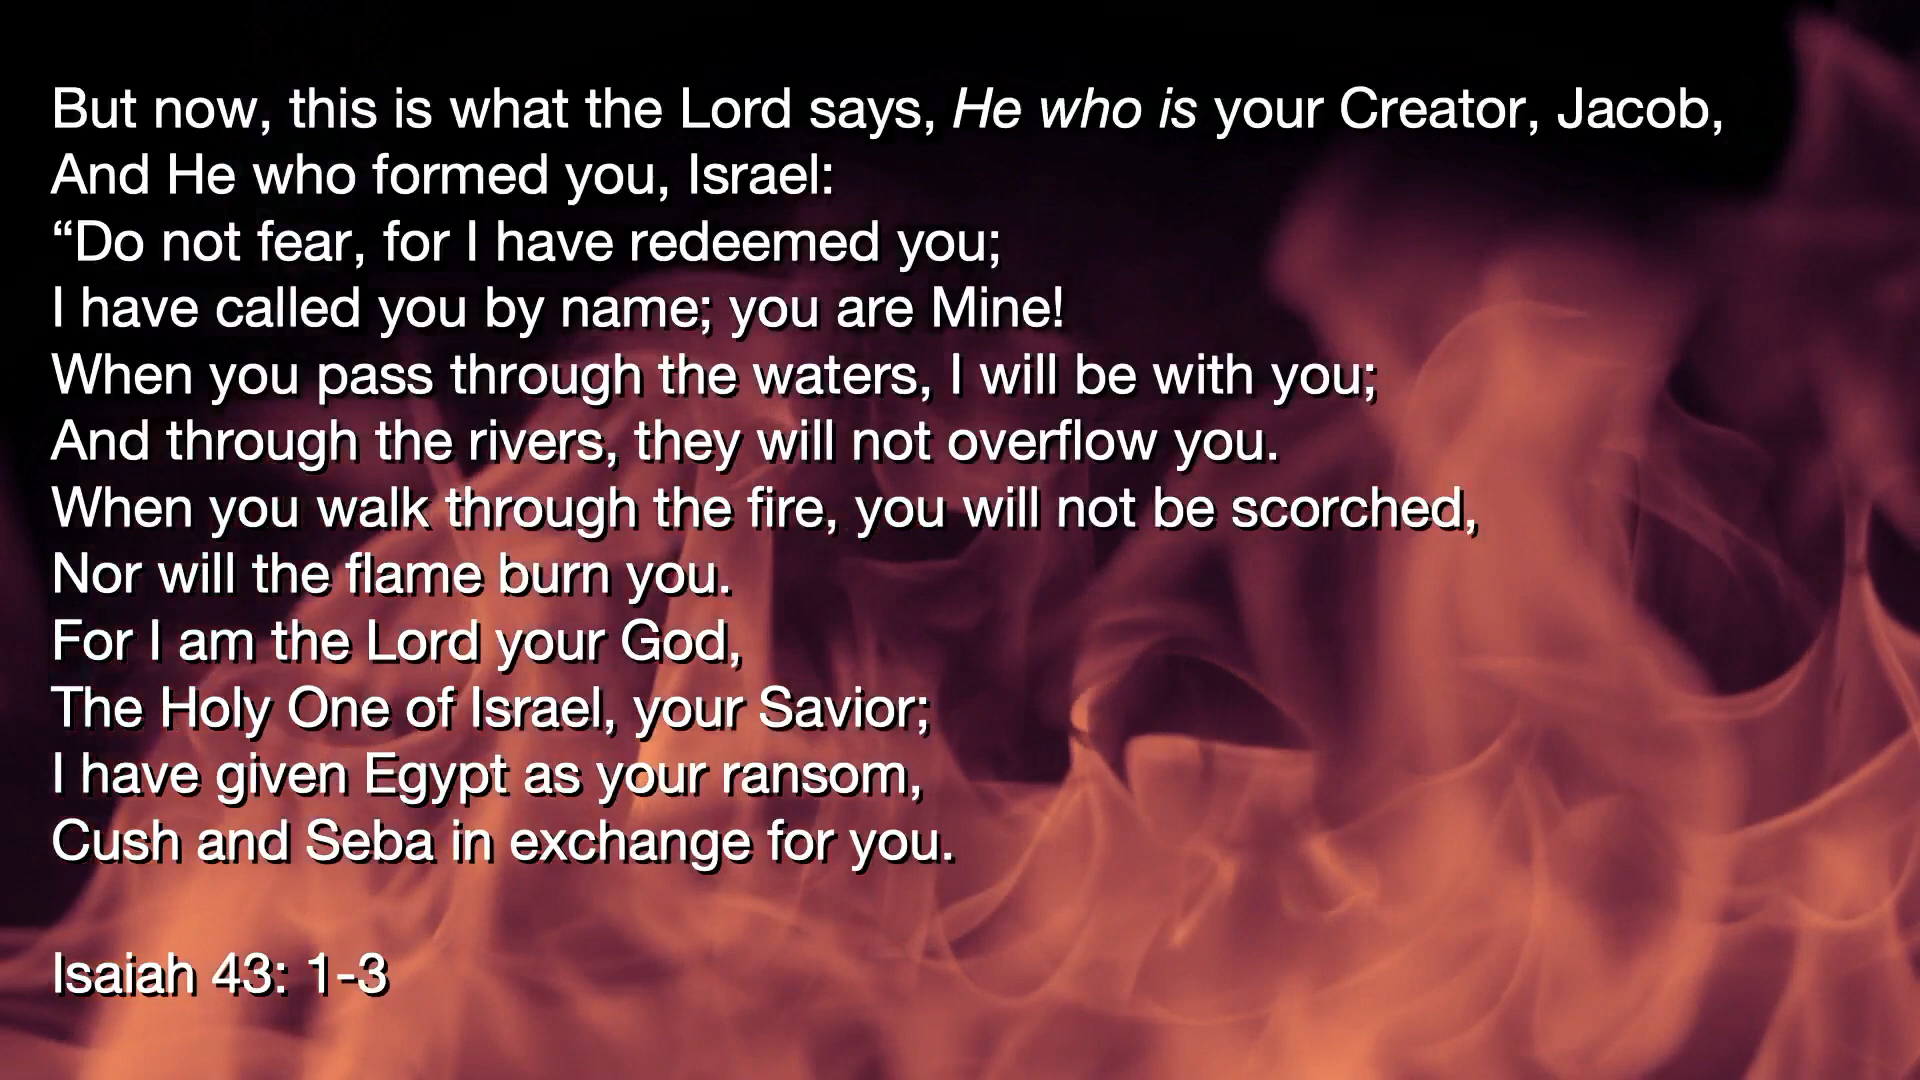 But now, this is what the Lord says, He who is your Creator, Jacob,
And He who formed you, Israel:
“Do not fear, for I have redeemed you;
I have called you by name; you are Mine!
When you pass through the waters, I will be with you;
And through the rivers, they will not overflow you.
When you walk through the fire, you will not be scorched,
Nor will the flame burn you.
For I am the Lord your God,
The Holy One of Israel, your Savior;
I have given Egypt as your ransom,
Cush and Seba in exchange for you.
Isaiah 43: 1-3